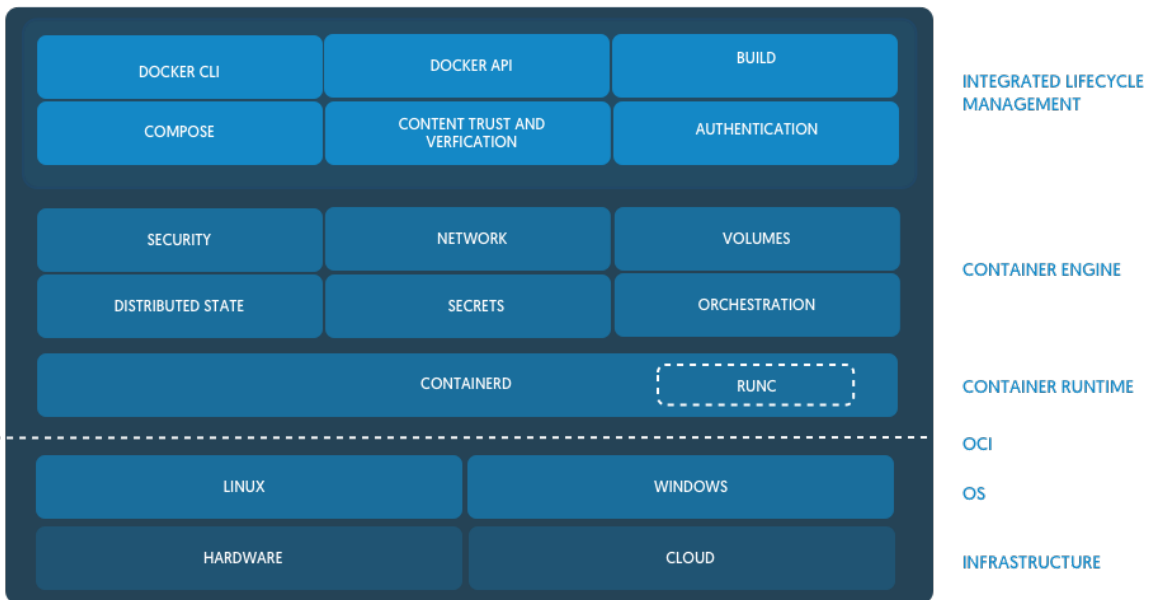 DOCKER CLI
DOCKER API
BUILD
INTEGRATED LIFECYCLE
MANAGEMENT
COMPOSE
CONTENT TRUST AND
VERFICATION
AUTHENTICATION
SECURITY
NETWORK
VOLUMES
CONTAINER ENGINE
DISTRIBUTED STATE
SECRETS
ORCHESTRATION
CONTAINERD
RUNC
CONTAINER RUNTIME
OCI
LINUX
WINDOWS
OS
HARDWARE
CLOUD
INFRASTRUCTURE